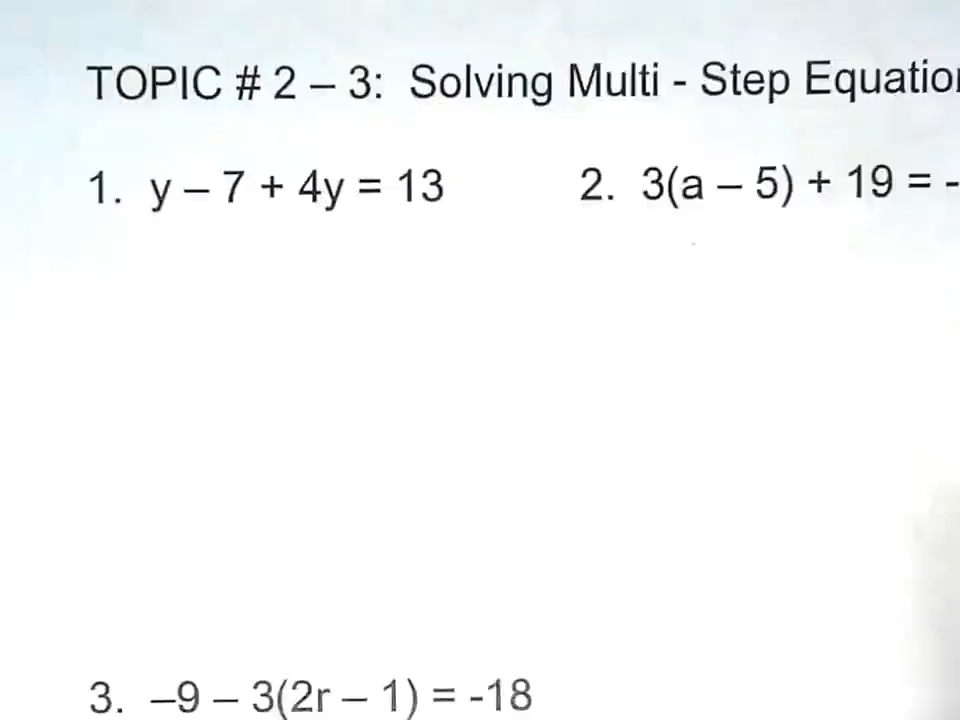 TOPIC # 2 – 3: Solving Multi - Step
1. y – 7 + 4y = 13 2. 3(a – 5) + 19 = -
3. –9 – 3(2r – 1) = -18